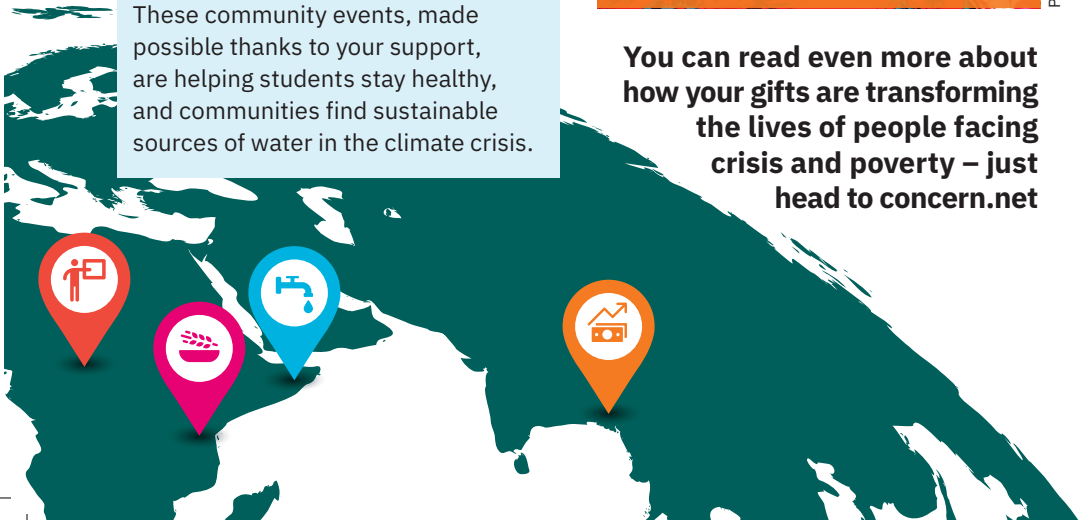 These community events, made
possible thanks to your support,
are helping students stay healthy,
and communities find sustainable
sources of water in the climate crisis.
You can read even more about
how your gifts are transforming
the lives of people facing
crisis and poverty – just
head to concern.net